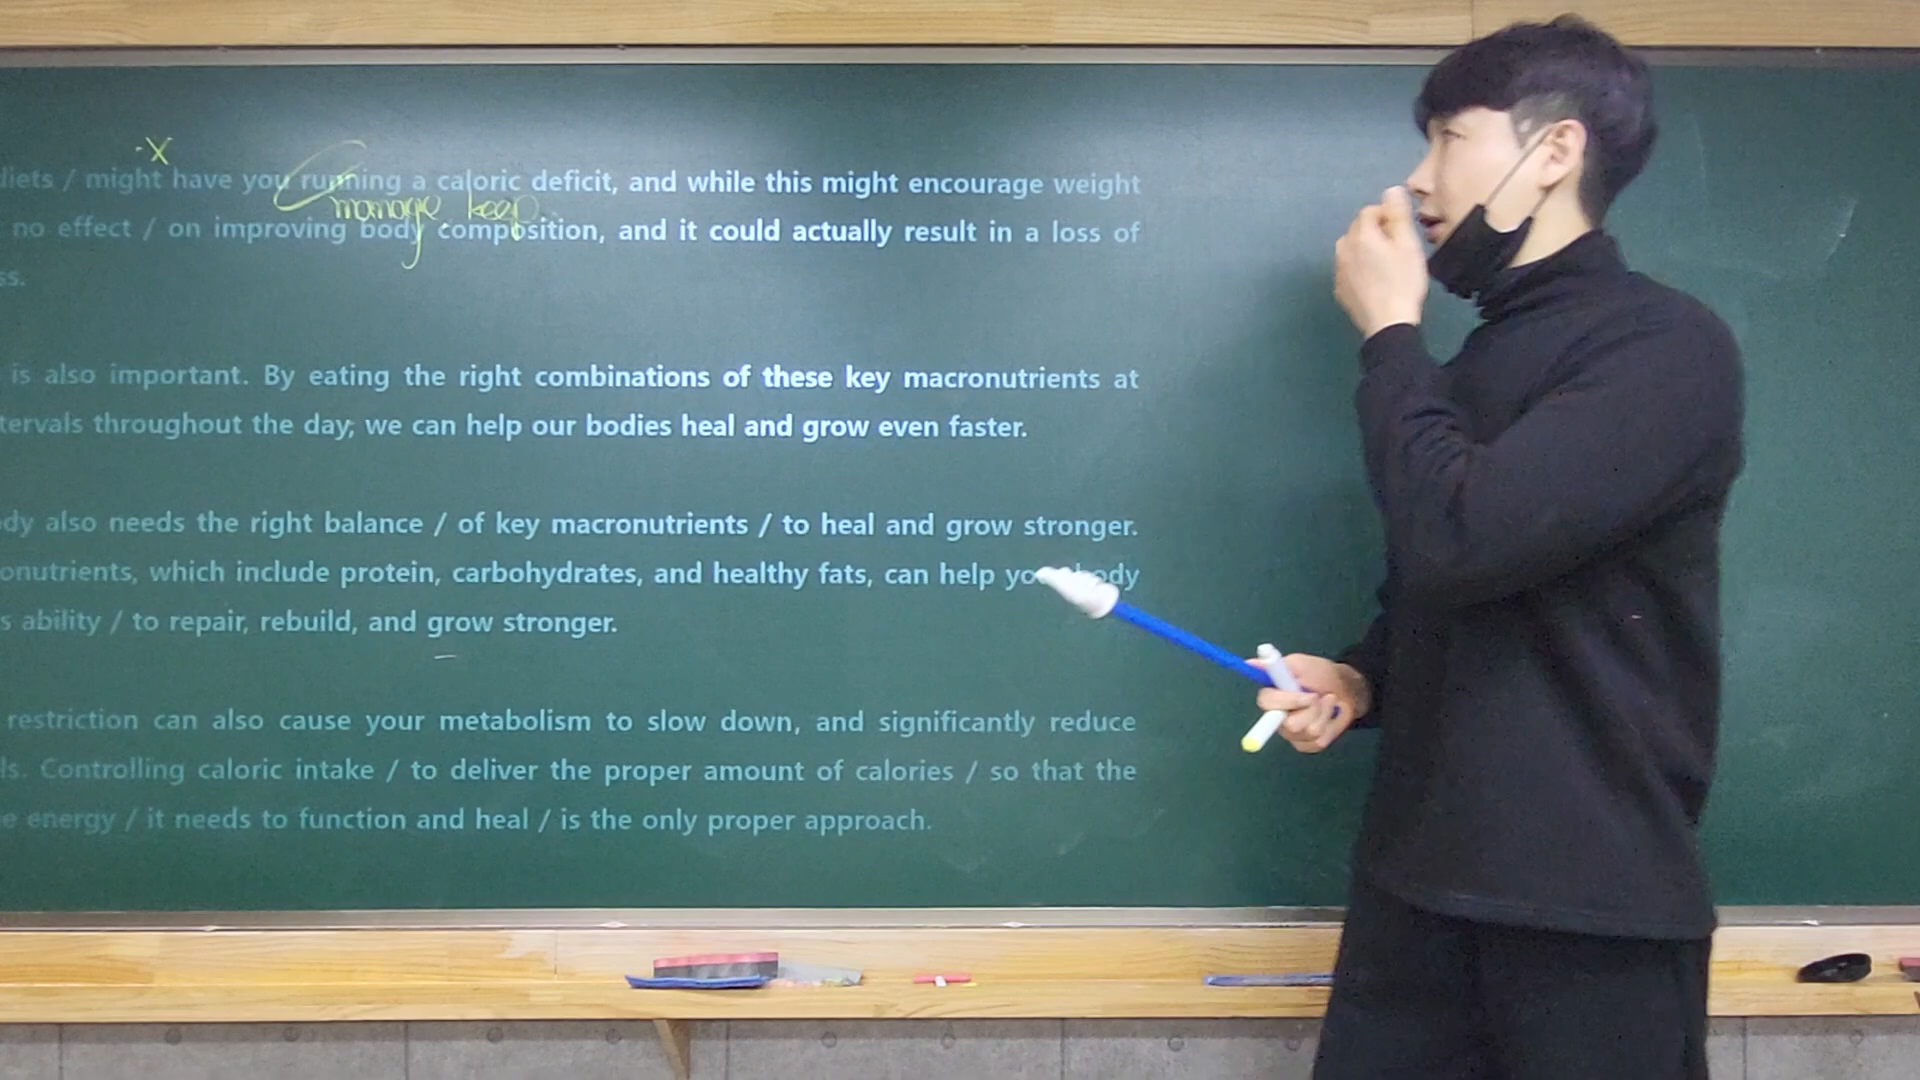 x
diets / might have you running a caloric deficit, and while this might encourage weight
manage, keep
no effect / on improving body composition, and it could actually result in a loss of
ss.
is also important. By eating the right combinations of these key macronutrients at
tervals throughout the day, we can help our bodies heal and grow even faster.
dy also needs the right balance / of key macronutrients / to heal and grow stronger.
onutrients, which include protein, carbohydrates, and healthy fats, can help body
s ability / to repair, rebuild, and grow stronger.
restriction can also cause your metabolism to slow down, and significantly reduce
ls. Controlling caloric intake / to deliver the proper amount of calories / so that the
e energy / it needs to function and heal / is the only proper approach.